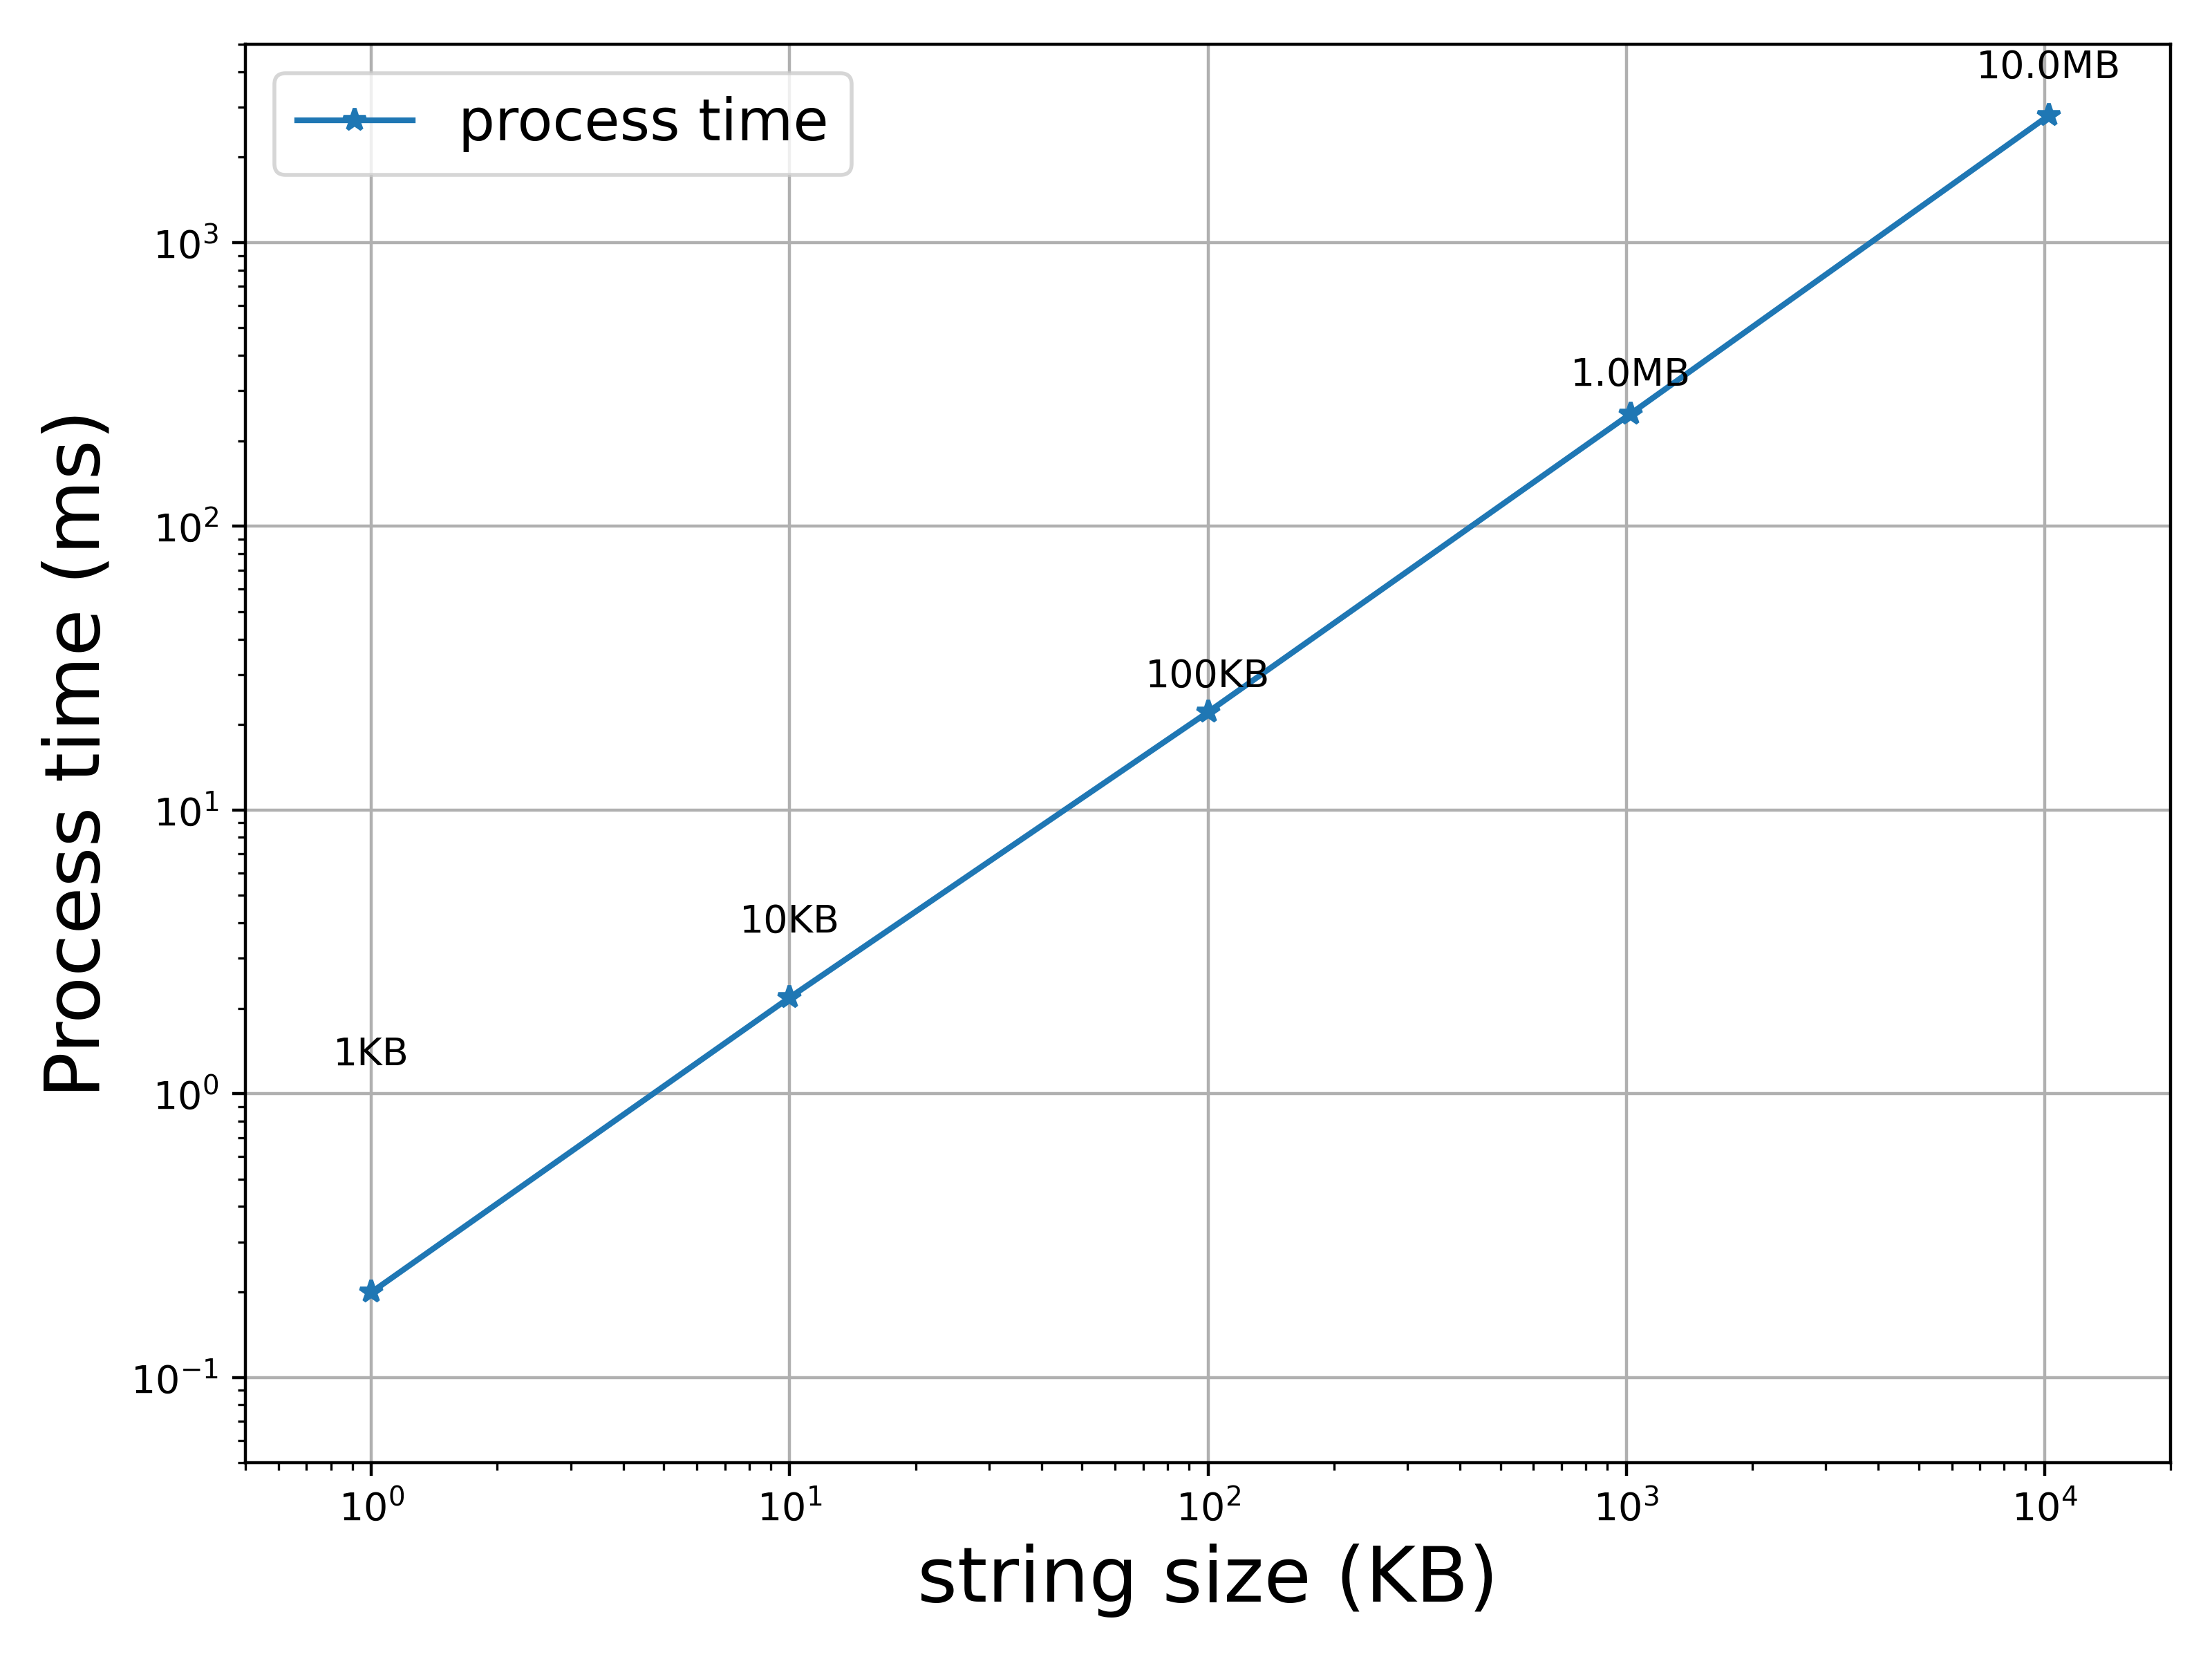 process time
10.0MB
1.0MB
100KB
10KB
1KB
Process time (ms)
10³
10²
10¹
10⁰
10⁻¹
10⁰ 10¹ 10² 10³ 10⁴
string size (KB)